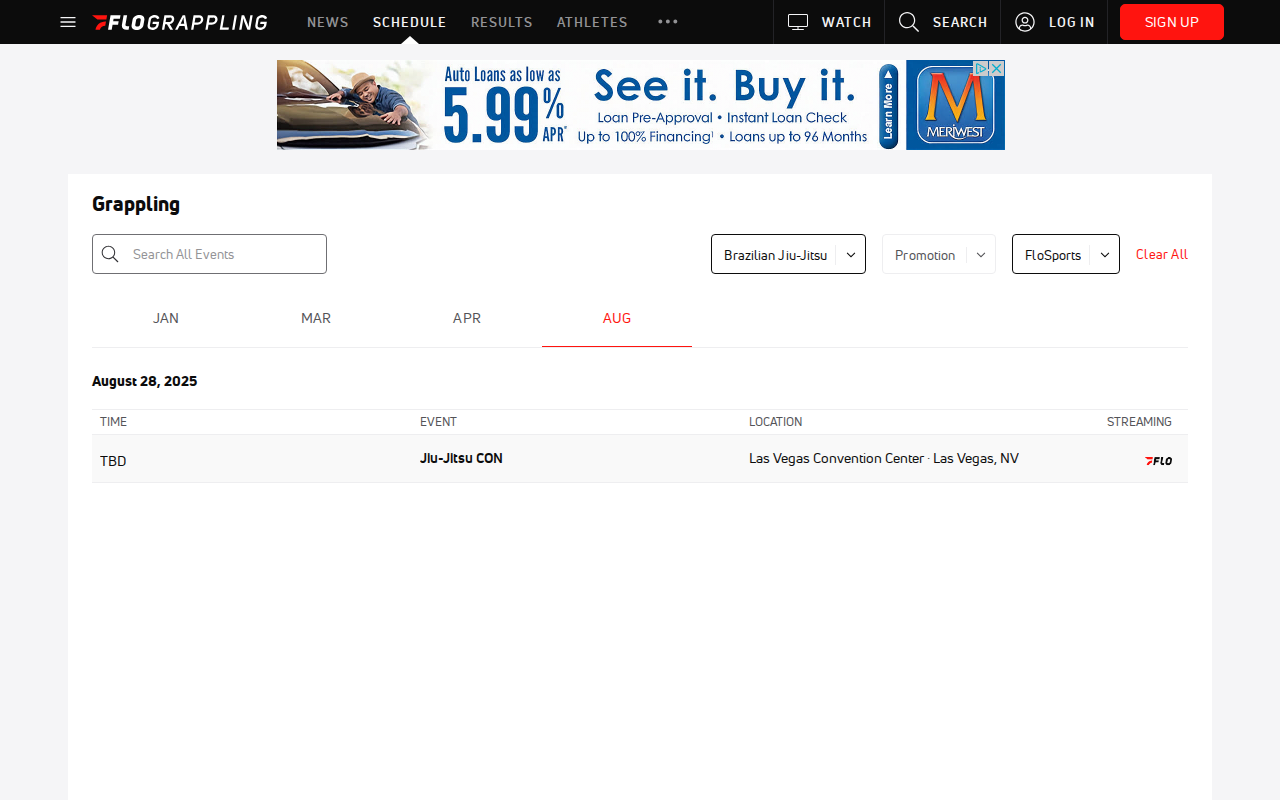 FLOGRAPPLING NEWS SCHEDULE RESULTS ATHLETES ••• WATCH SEARCH LOG IN SIGN UP
Auto Loans as low as
5.99% APR*
See it. Buy it.
Loan Pre-Approval • Instant Loan Check
Up to 100% Financing¹ • Loans up to 96 Months
Learn More
M
MERIWEST
Grappling
Search All Events Brazilian Jiu-Jitsu Promotion FloSports Clear All
JAN MAR APR AUG
August 28, 2025
TIME EVENT LOCATION STREAMING
TBD Jiu-Jitsu CON Las Vegas Convention Center · Las Vegas, NV FLO